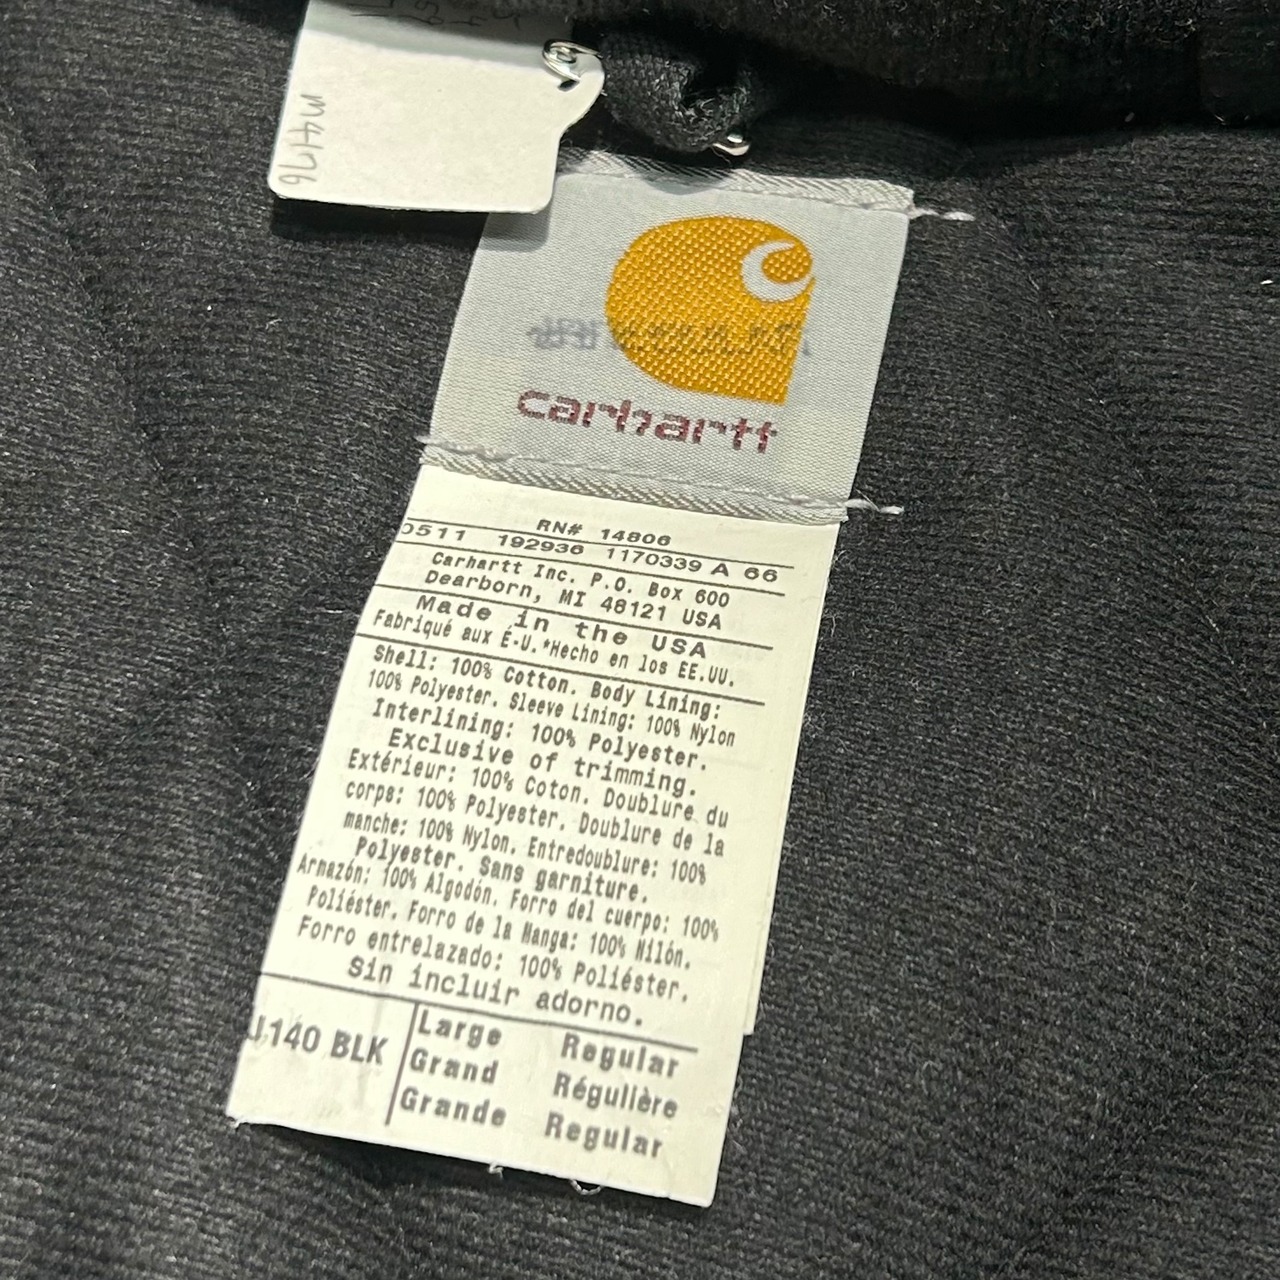 M4176
carhartt
RN# 14806
0511 192936 1170339 A 66
Carhartt Inc. P.O. Box 600
Dearborn, MI 48121 USA
Made in the USA
Fabriqué aux É-U.*Hecho en los EE.UU.
Shell: 100% Cotton. Body Lining:
100% Polyester. Sleeve Lining: 100% Nylon
Interlining: 100% Polyester.
Exclusive of trimming.
Extérieur: 100% Coton. Doublure du
corps: 100% Polyester. Doublure de la
manche: 100% Nylon. Entredoublure: 100%
Polyester. Sans garniture.
Armazón: 100% Algodón. Forro del cuerpo: 100%
Poliéster. Forro de la Manga: 100% Nilón.
Forro entrelazado: 100% Poliéster.
Sin incluir adorno.
J140 BLK
Large Regular
Grand Régulière
Grande Regular